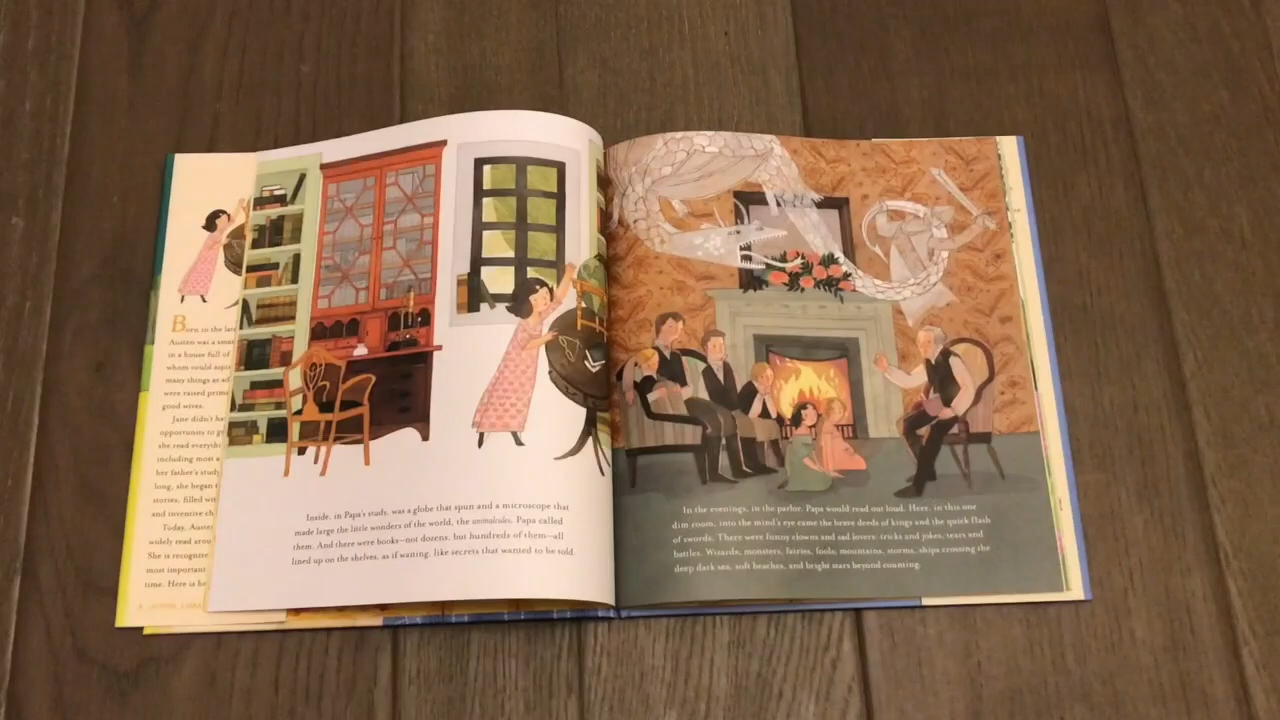 Born in the late
Austen was a smar
in a house full of
whom could aspi
many things as ad
were raised prim
good wives.
Jane didn't ha
opportunity to g
she read everythi
including most
her father's study
long, she began
stories, filled wi
and inventive ch
Today, Auste
widely read arou
She is recognize
most important
time. Here is he
Inside, in Papa's study, was a globe that spun and a microscope that
made large the little wonders of the world, the animalcules, Papa called
them. And there were books—not dozens, but hundreds of them—all
lined up on the shelves, as if waiting, like secrets that wanted to be told.
In the evenings, in the parlor, Papa would read out loud. Here, in this one
dim room, into the mind's eye came the brave deeds of kings and the quick flash
of swords. There were funny clowns and sad lovers; tricks and jokes, tears and
battles. Wizards, monsters, fairies, fools; mountains, storms, ships crossing the
deep dark sea, soft beaches, and bright stars beyond counting.